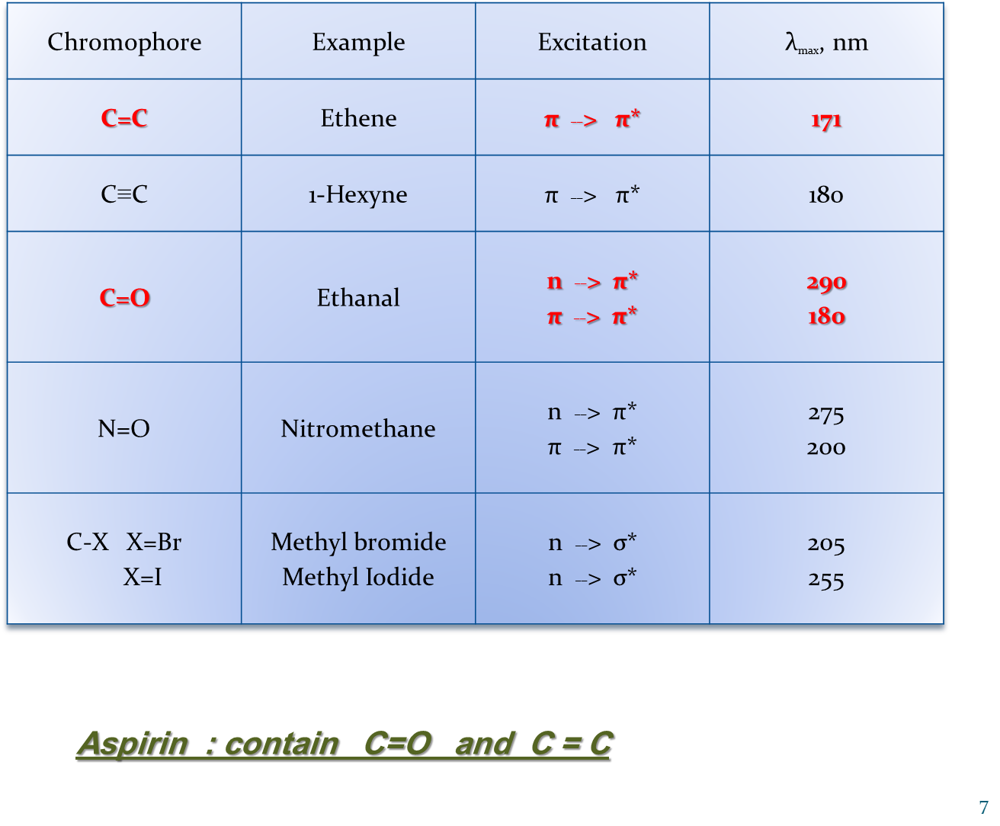 Chromophore Example Excitation λmax, nm
C=C Ethene π --> π* 171
C≡C 1-Hexyne π --> π* 180
C=O Ethanal n --> π* 290
π --> π* 180
N=O Nitromethane n --> π* 275
π --> π* 200
C-X X=Br Methyl bromide n --> σ* 205
X=I Methyl Iodide n --> σ* 255
Aspirin : contain C=O and C = C
7